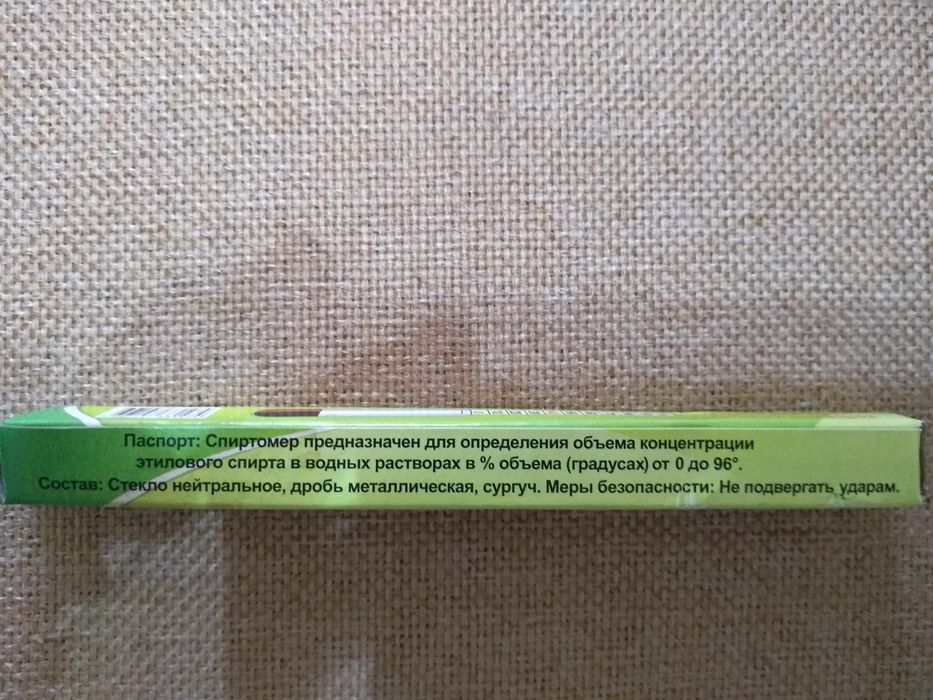 Паспорт: Спиртомер предназначен для определения объема концентрации
этилового спирта в водных растворах в % объема (градусах) от 0 до 96°.
Состав: Стекло нейтральное, дробь металлическая, сургуч. Меры безопасности: Не подвергать ударам.